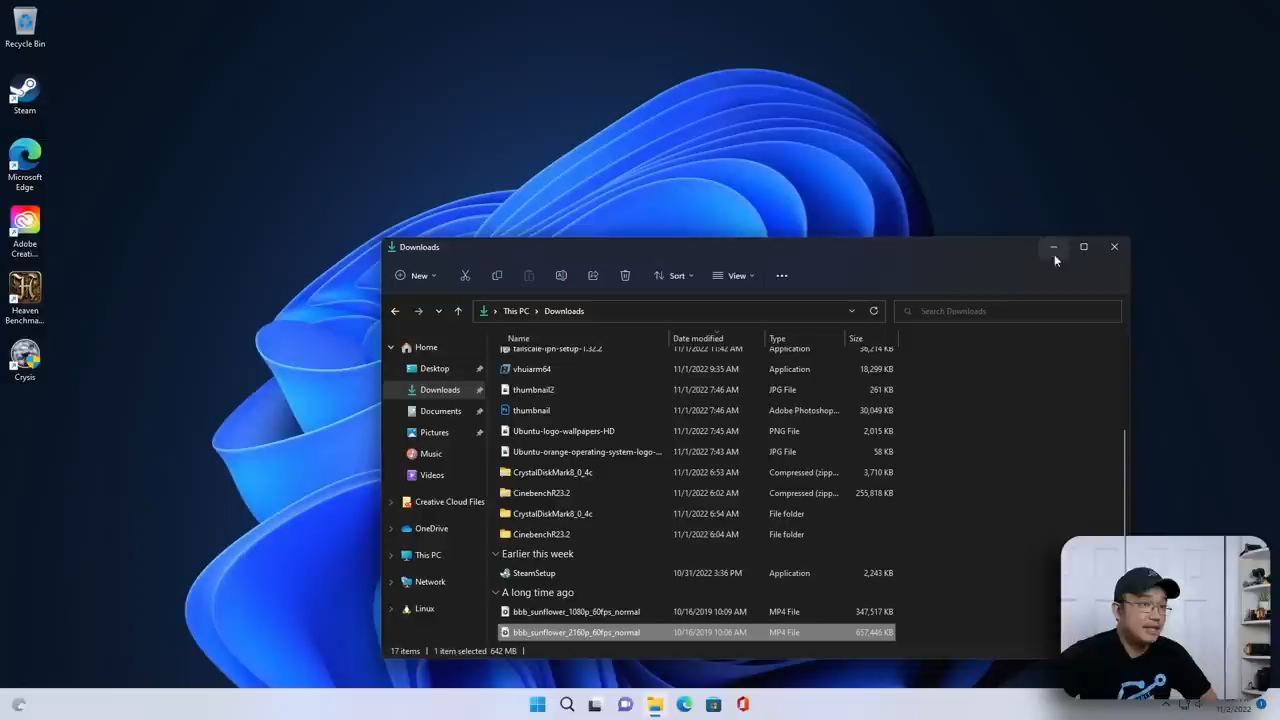 Recycle Bin
Steam
Microsoft
Edge
Adobe
Creati...
Heaven
Benchma...
Crysis
Downloads
New
Sort
View
This PC
Downloads
Search Downloads
Name
Date modified
Type
Size
tailscale-ipn-setup-1.32.2 11/1/2022 11:42 AM Application 36,214 KB
vhuiarm64 11/1/2022 9:35 AM Application 18,299 KB
thumbnail2 11/1/2022 7:46 AM JPG File 261 KB
thumbnail 11/1/2022 7:46 AM Adobe Photoshop... 30,049 KB
Ubuntu-logo-wallpapers-HD 11/1/2022 7:45 AM PNG File 2,015 KB
Ubuntu-orange-operating-system-logo-... 11/1/2022 7:43 AM JPG File 58 KB
CrystalDiskMark8_0_4c 11/1/2022 6:53 AM Compressed (zipp... 3,710 KB
CinebenchR23.2 11/1/2022 6:02 AM Compressed (zipp... 255,818 KB
CrystalDiskMark8_0_4c 11/1/2022 6:54 AM File folder
CinebenchR23.2 11/1/2022 6:04 AM File folder
Earlier this week
SteamSetup 10/31/2022 3:36 PM Application 2,243 KB
A long time ago
bbb_sunflower_1080p_60fps_normal 10/16/2019 10:09 AM MP4 File 347,517 KB
bbb_sunflower_2160p_60fps_normal 10/16/2019 10:06 AM MP4 File 657,446 KB
Home
Desktop
Downloads
Documents
Pictures
Music
Videos
Creative Cloud Files
OneDrive
This PC
Network
Linux
17 items
1 item selected 642 MB
11/2/2022